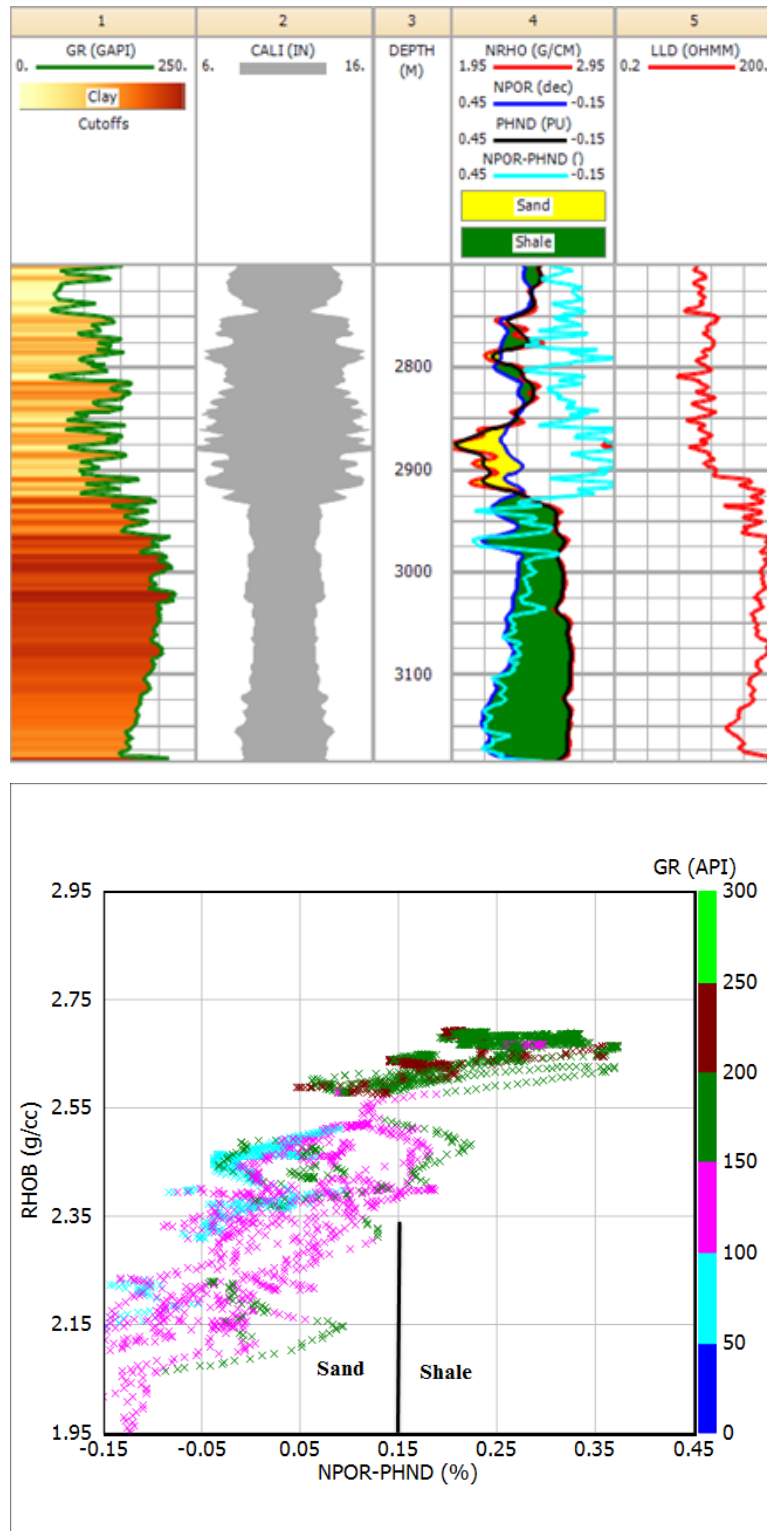 1 2 3 4 5
GR (GAPI) CALI (IN) DEPTH NRHO (G/CM) LLD (OHMM)
0. 250. 6. 16. (M) 1.95 2.95 0.2 200.
NPOR (dec)
Clay 0.45 -0.15
Cutoffs PHND (PU)
0.45 -0.15
NPOR-PHND ()
0.45 -0.15
Sand
Shale
2800
2900
3000
3100
GR (API)
2.95 300
250
2.75
200
2.55
RHOB (g/cc) 150
2.35
100
2.15 50
Sand Shale
1.95 0
-0.15 -0.05 0.05 0.15 0.25 0.35 0.45
NPOR-PHND (%)